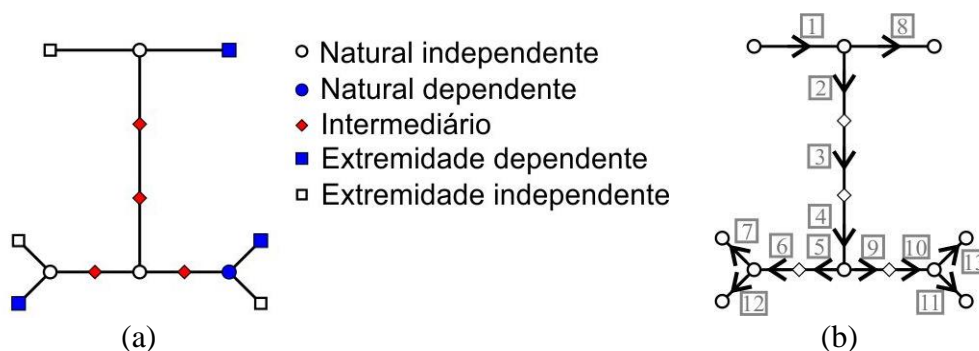 Natural independente
Natural dependente
Intermediário
Extremidade dependente
Extremidade independente
1
8
2
3
4
7
6
5
9
10
13
12
11
(a)
(b)